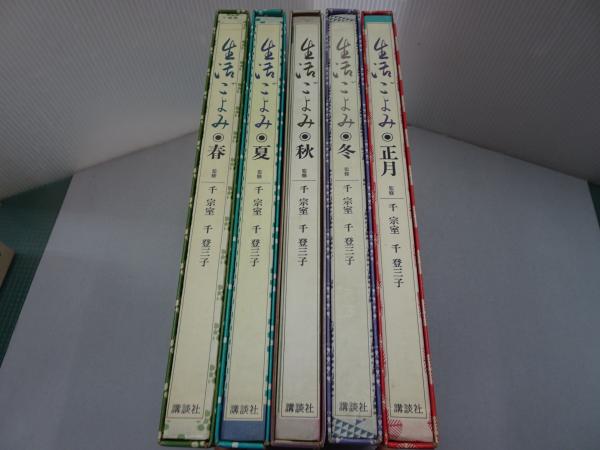 生活ごよみ 春 監修 千 宗室 千 登三子 講談社
生活ごよみ 夏 監修 千 宗室 千 登三子 講談社
生活ごよみ 秋 監修 千 宗室 千 登三子 講談社
生活ごよみ 冬 監修 千 宗室 千 登三子 講談社
生活ごよみ 正月 監修 千 宗室 千 登三子 講談社